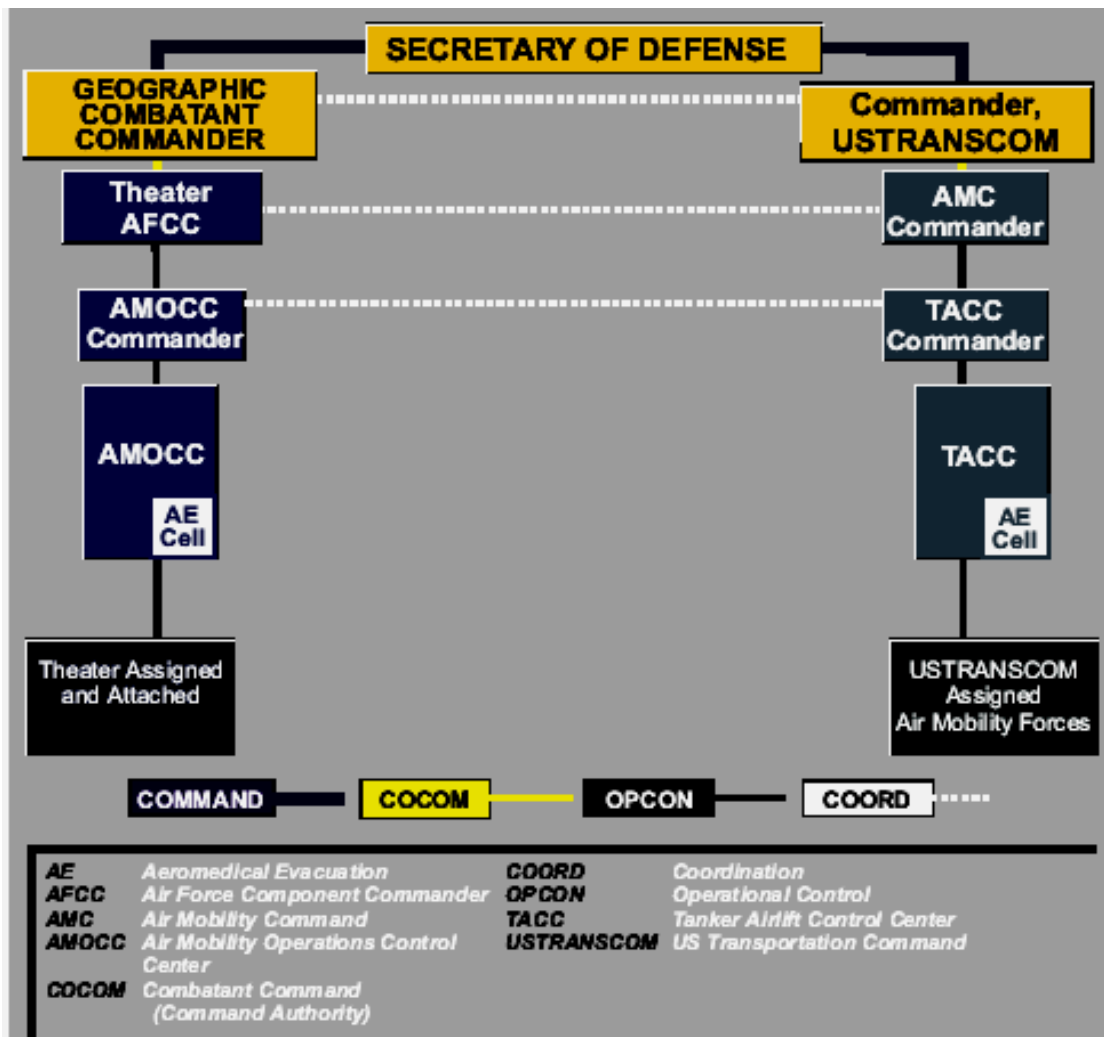 SECRETARY OF DEFENSE
GEOGRAPHIC
COMBATANT
COMMANDER
Commander,
USTRANSCOM
Theater
AFCC
AMC
Commander
AMOCC
Commander
TACC
Commander
AMOCC
AE
Cell
TACC
AE
Cell
Theater Assigned
and Attached
USTRANSCOM
Assigned
Air Mobility Forces
COMMAND
COCOM
OPCON
COORD
AE Aeromedical Evacuation
AFCC Air Force Component Commander
AMC Air Mobility Command
AMOCC Air Mobility Operations Control
Center
COCOM Combatant Command
(Command Authority)
COORD Coordination
OPCON Operational Control
TACC Tanker Airlift Control Center
USTRANSCOM US Transportation Command